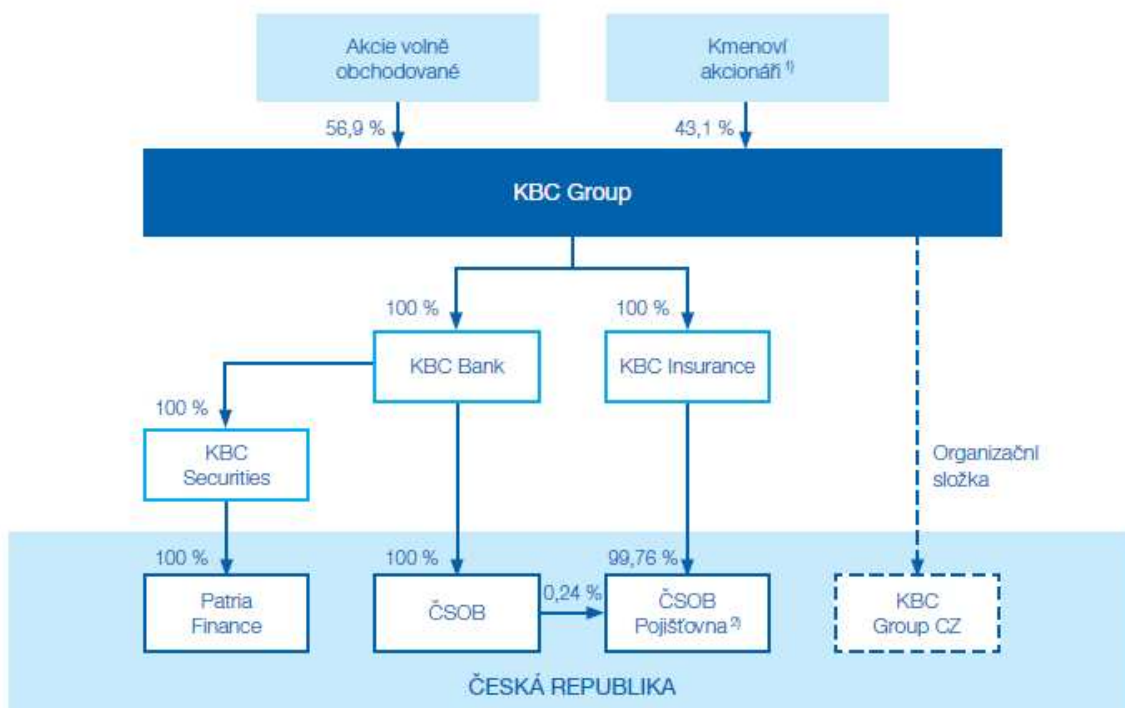 Akcie volně
obchodované
Kmenoví
akcionáři 1)
56,9 %
43,1 %
KBC Group
100 %
100 %
KBC Bank
KBC Insurance
100 %
KBC
Securities
Organizační
složka
100 %
100 %
99,76 %
Patria
Finance
ČSOB
0,24 %
ČSOB
Pojišťovna 2)
KBC
Group CZ
ČESKÁ REPUBLIKA